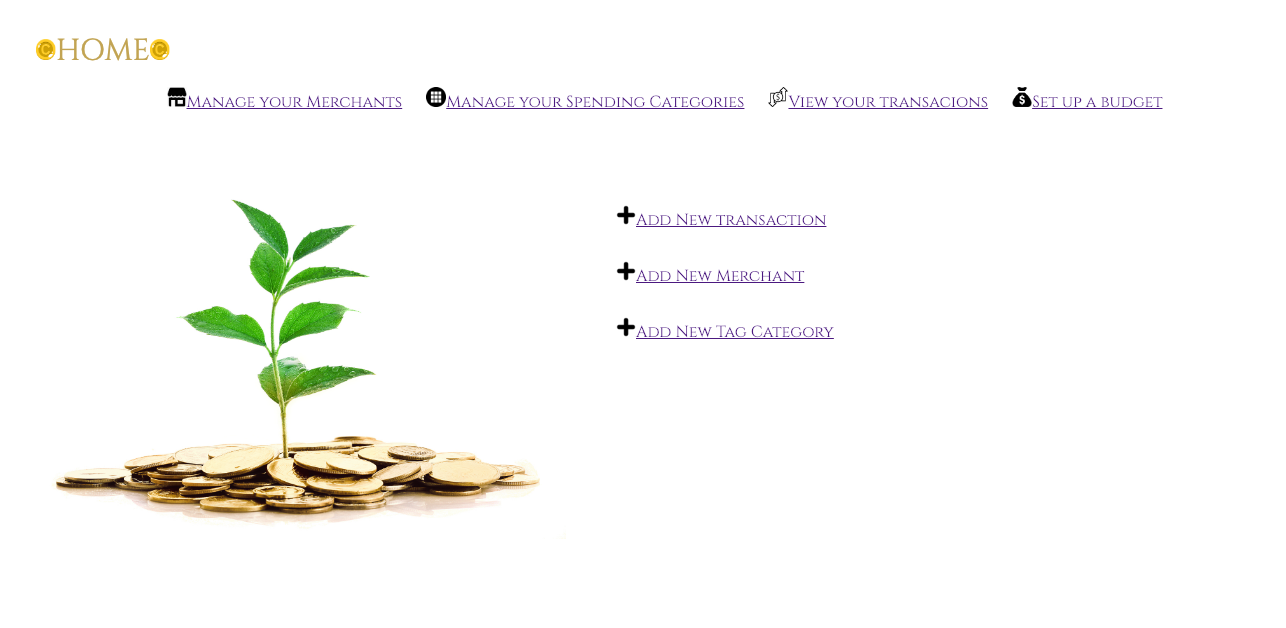 HOME
Manage your Merchants Manage your Spending Categories View your transacions Set up a budget
Add New transaction
Add New Merchant
Add New Tag Category